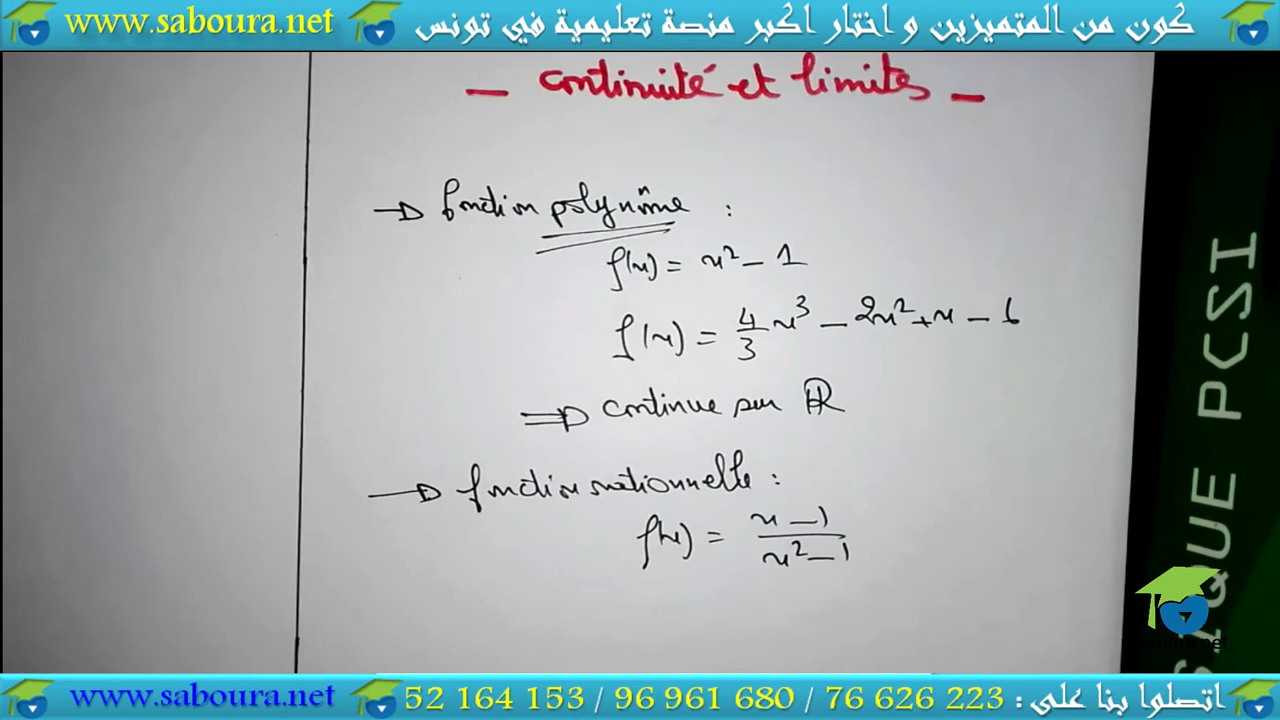 www.saboura.net كون من المتميزين و اختار اكبر منصة تعليمية في تونس
- continuité et limites -
→ fonction polynôme :
f(x) = x² - 1
f(x) = 4/3 x³ - 2x² + x - 1
⇒ continue sur ℝ
→ fonction rationnelle :
f(x) = x - 1 / x² - 1
SIQUE PCSI
www.saboura.net 52 164 153 / 96 961 680 / 76 626 223 : اتصلوا بنا على